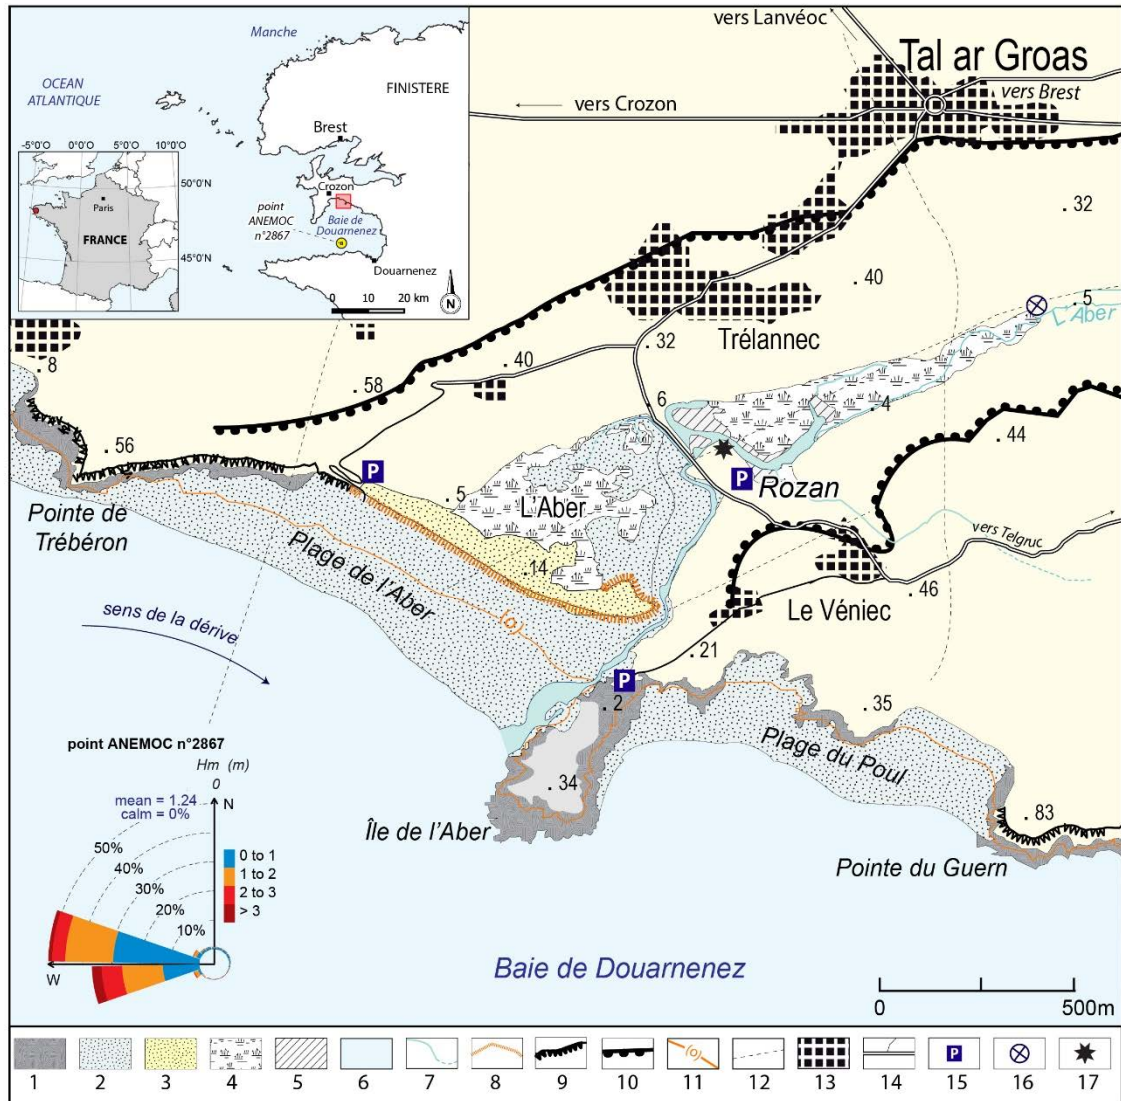 vers Lanvéoc
Tal ar Groas
vers Brest
vers Crozon
Manche
OCEAN
ATLANTIQUE
FINISTERE
Brest
-5°0'O 0°0'O 5°0'O 10°0'O
50°0'N
45°0'N
Paris
FRANCE
Crozon
point
ANEMOC
n°2867
Baie de
Douarnenez
Douarnenez
0 10 20 km
N
. 32
. 40
Trélannec
. 5
L'Aber
. 32
. 40
. 58
. 8
. 56
. 6
. 4
. 44
P
P
Rozan
. 5
L'Aber
Pointe de
Trébéron
Plage de l'Aber
. 14
(o)
vers Telgruc
. 46
Le Véniec
. 21
sens de la dérive
P
. 2
. 35
Plage du Poul
. 34
Île de l'Aber
. 83
Pointe du Guern
point ANEMOC n°2867
Hm (m)
0
N
mean = 1.24
calm = 0%
50%
40%
30%
20%
10%
0 to 1
1 to 2
2 to 3
> 3
W
Baie de Douarnenez
0 500m
(o) P
1 2 3 4 5 6 7 8 9 10 11 12 13 14 15 16 17